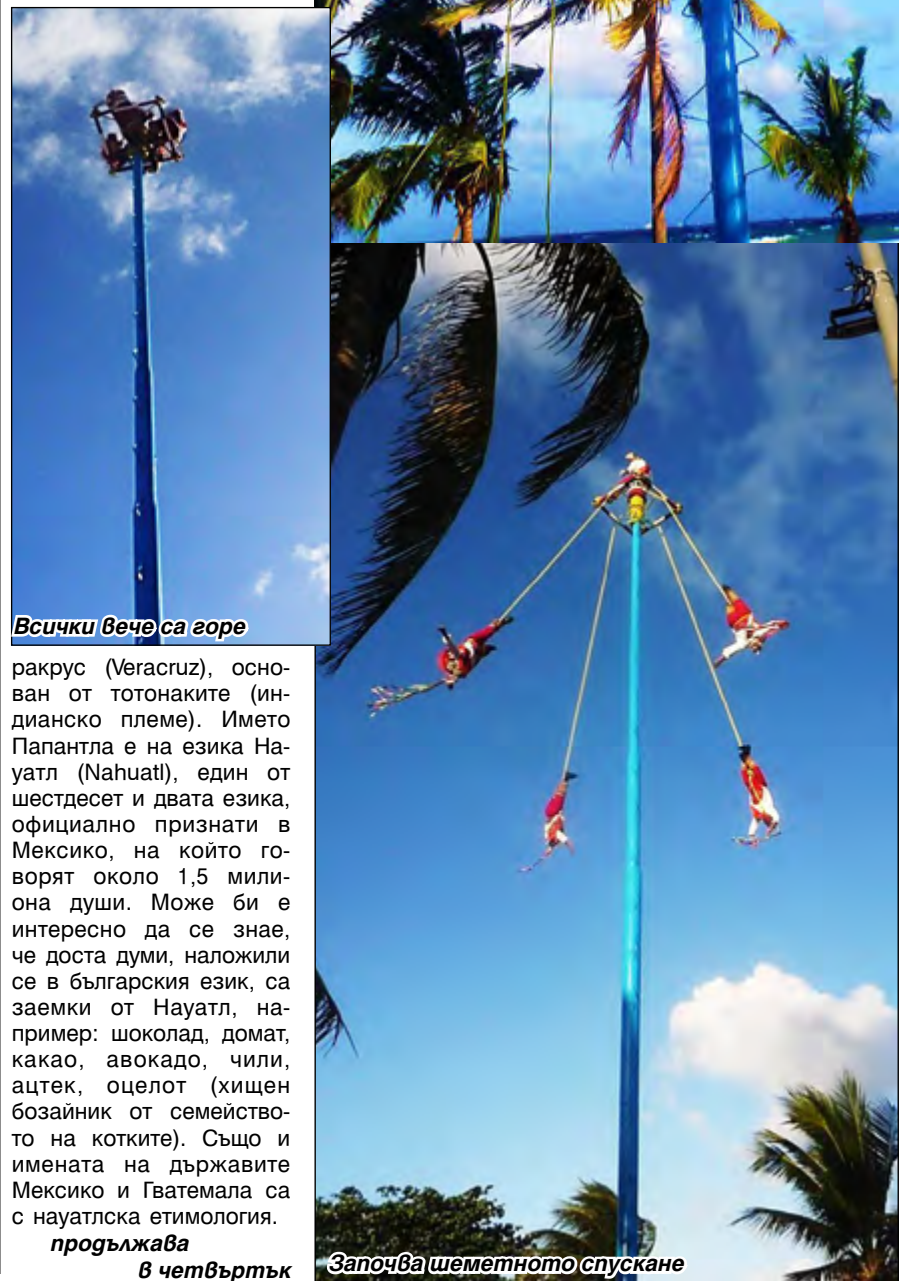 Всички вече са горе
ракрус (Veracruz), осно-
ван от тотонаките (ин-
дианско племе). Името
Папантла е на езика На-
уатл (Nahuatl), един от
шестдесет и двата езика,
официално признати в
Мексико, на който го-
ворят около 1,5 мили-
она души. Може би е
интересно да се знае,
че доста думи, наложили
се в българския език, са
заемки от Науатл, на-
пример: шоколад, домат,
какао, авокадо, чили,
ацтек, оцелот (хищен
бозайник от семейство-
то на котките). Също и
имената на държавите
Мексико и Гватемала са
с науатлска етимология.
продължава
в четвъртък
Започва шеметното спускане